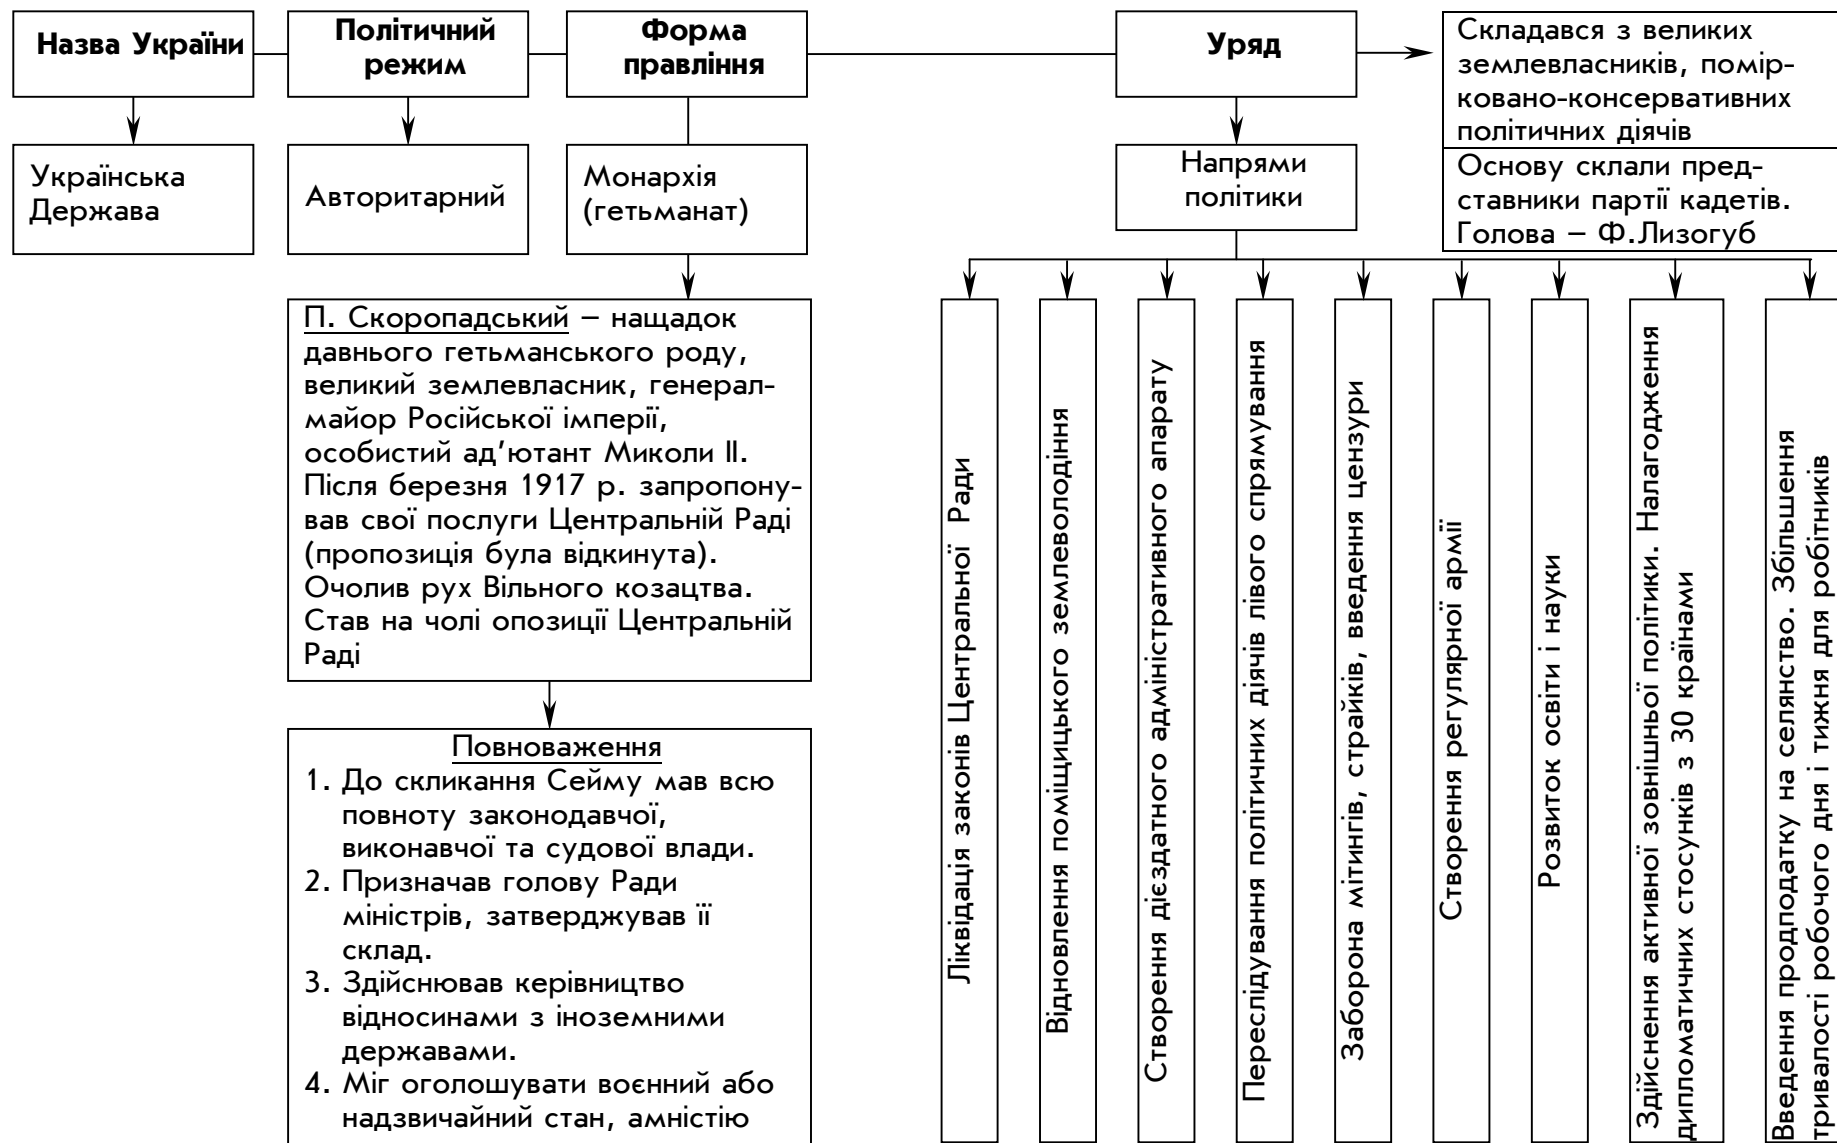 Назва України
Політичний
режим
Форма
правління
Уряд
Складався з великих
землевласників, помір-
ковано-консервативних
політичних діячів
Основу склали пред-
ставники партії кадетів.
Голова – Ф.Лизогуб
Українська
Держава
Авторитарний
Монархія
(гетьманат)
Напрями
політики
П. Скоропадський – нащадок
давнього гетьманського роду,
великий землевласник, генерал-
майор Російської імперії,
особистий ад'ютант Миколи II.
Після березня 1917 р. запропону-
вав свої послуги Центральній Раді
(пропозиція була відкинута).
Очолив рух Вільного козацтва.
Став на чолі опозиції Центральній
Раді
Повноваження
1. До скликання Сейму мав всю
повноту законодавчої,
виконавчої та судової влади.
2. Призначав голову Ради
міністрів, затверджував її
склад.
3. Здійснював керівництво
відносинами з іноземними
державами.
4. Міг оголошувати воєнний або
надзвичайний стан, амністію
Ліквідація законів Центральної Ради
Відновлення поміщицького землеволодіння
Створення дієздатного адміністративного апарату
Переслідування політичних діячів лівого спрямування
Заборона мітингів, страйків, введення цензури
Створення регулярної армії
Розвиток освіти і науки
Здійснення активної зовнішньої політики. Налагодження
дипломатичних стосунків з 30 країнами
Введення продподатку на селянство. Збільшення
тривалості робочого дня і тижня для робітників